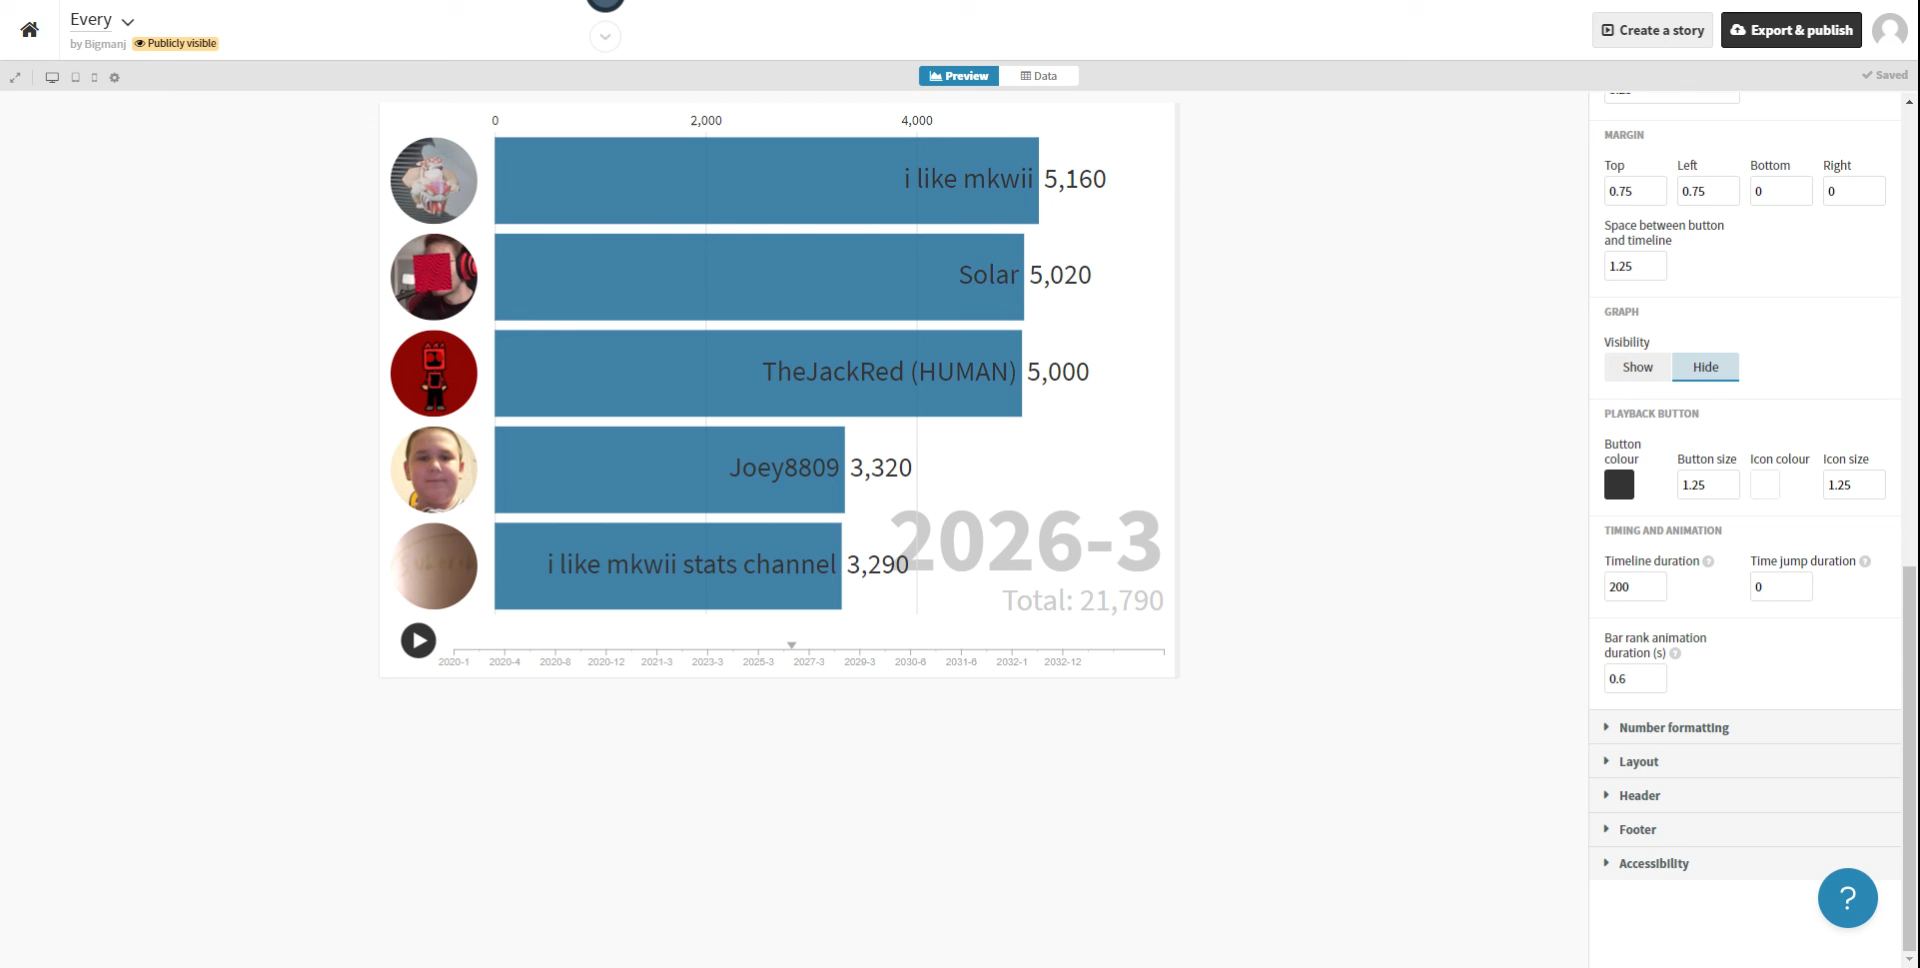 Every
by Bigmanj Publicly visible
Create a story
Export & publish
Preview
Data
Saved
0 2,000 4,000
i like mkwii 5,160
Solar 5,020
TheJackRed (HUMAN) 5,000
Joey8809 3,320
i like mkwii stats channel 3,290
2026-3
Total: 21,790
2020-1 2020-4 2020-8 2020-12 2021-3 2023-3 2025-3 2027-3 2029-3 2030-6 2031-6 2032-1 2032-12
MARGIN
Top Left Bottom Right
0.75 0.75 0 0
Space between button
and timeline
1.25
GRAPH
Visibility
Show Hide
PLAYBACK BUTTON
Button
colour Button size Icon colour Icon size
1.25 1.25
TIMING AND ANIMATION
Timeline duration ? Time jump duration ?
200 0
Bar rank animation
duration (s) ?
0.6
Number formatting
Layout
Header
Footer
Accessibility
?